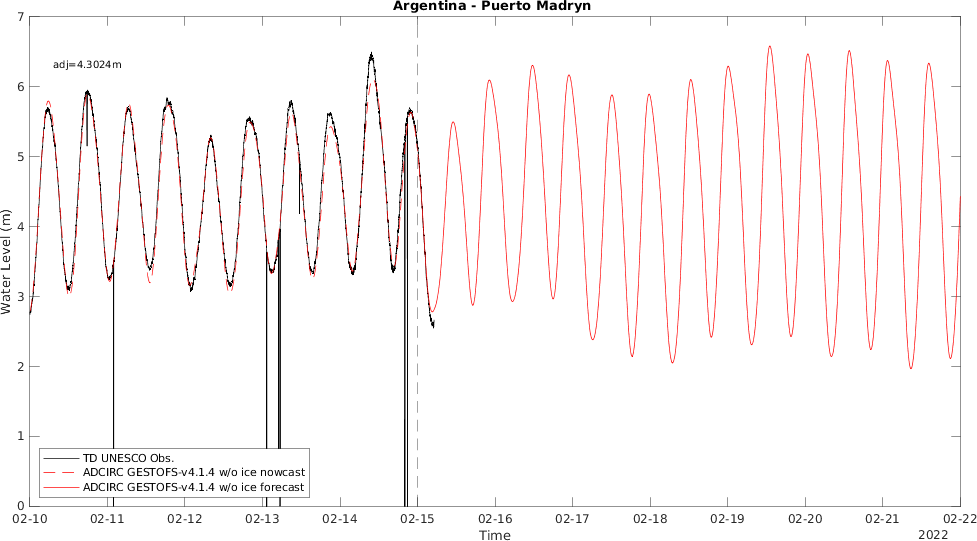 Argentina - Puerto Madryn
adj=4.3024m
Water Level (m)
7
6
5
4
3
2
1
0
TD UNESCO Obs.
ADCIRC GESTOFS-v4.1.4 w/o ice nowcast
ADCIRC GESTOFS-v4.1.4 w/o ice forecast
02-10 02-11 02-12 02-13 02-14 02-15 02-16 02-17 02-18 02-19 02-20 02-21 02-22
Time
2022